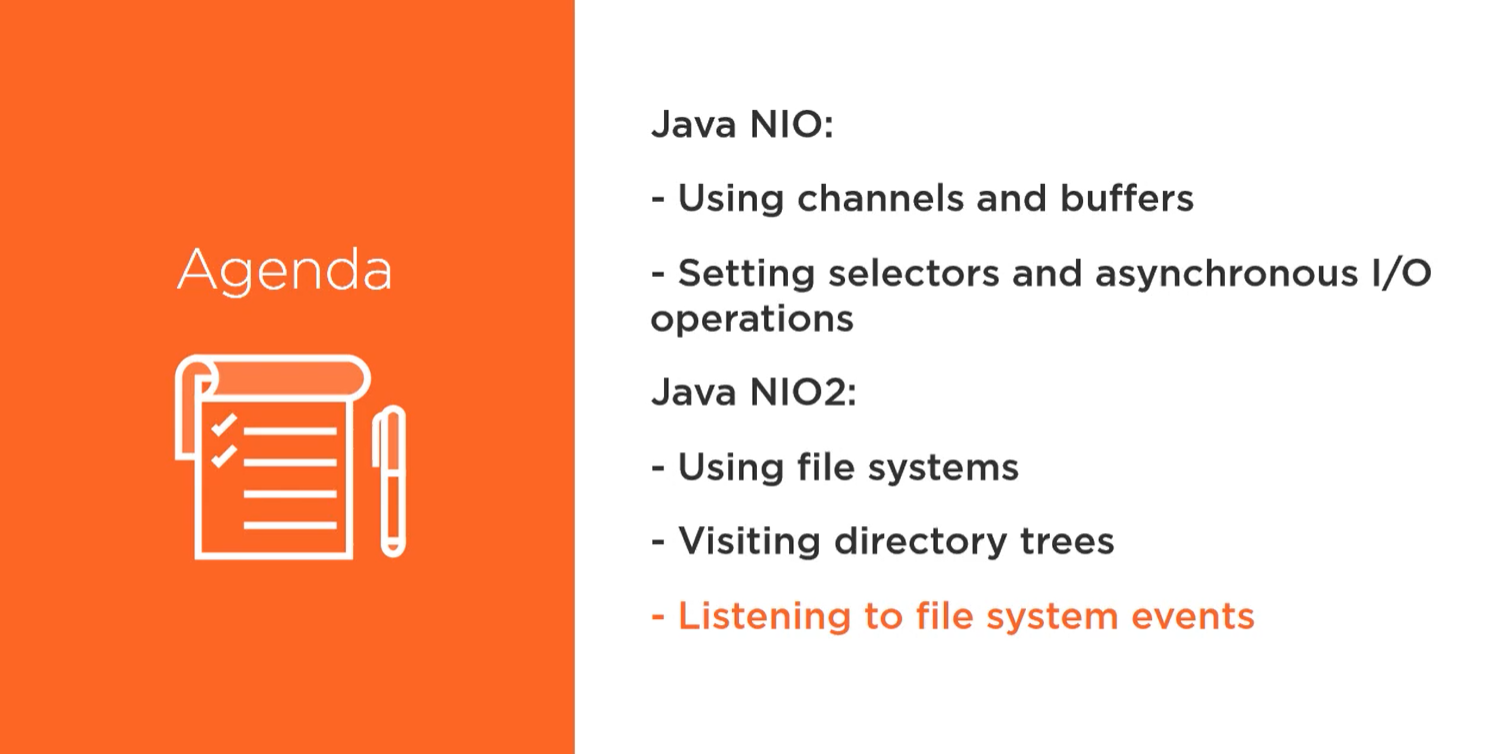 Agenda
Java NIO:
- Using channels and buffers
- Setting selectors and asynchronous I/O
operations
Java NIO2:
- Using file systems
- Visiting directory trees
- Listening to file system events